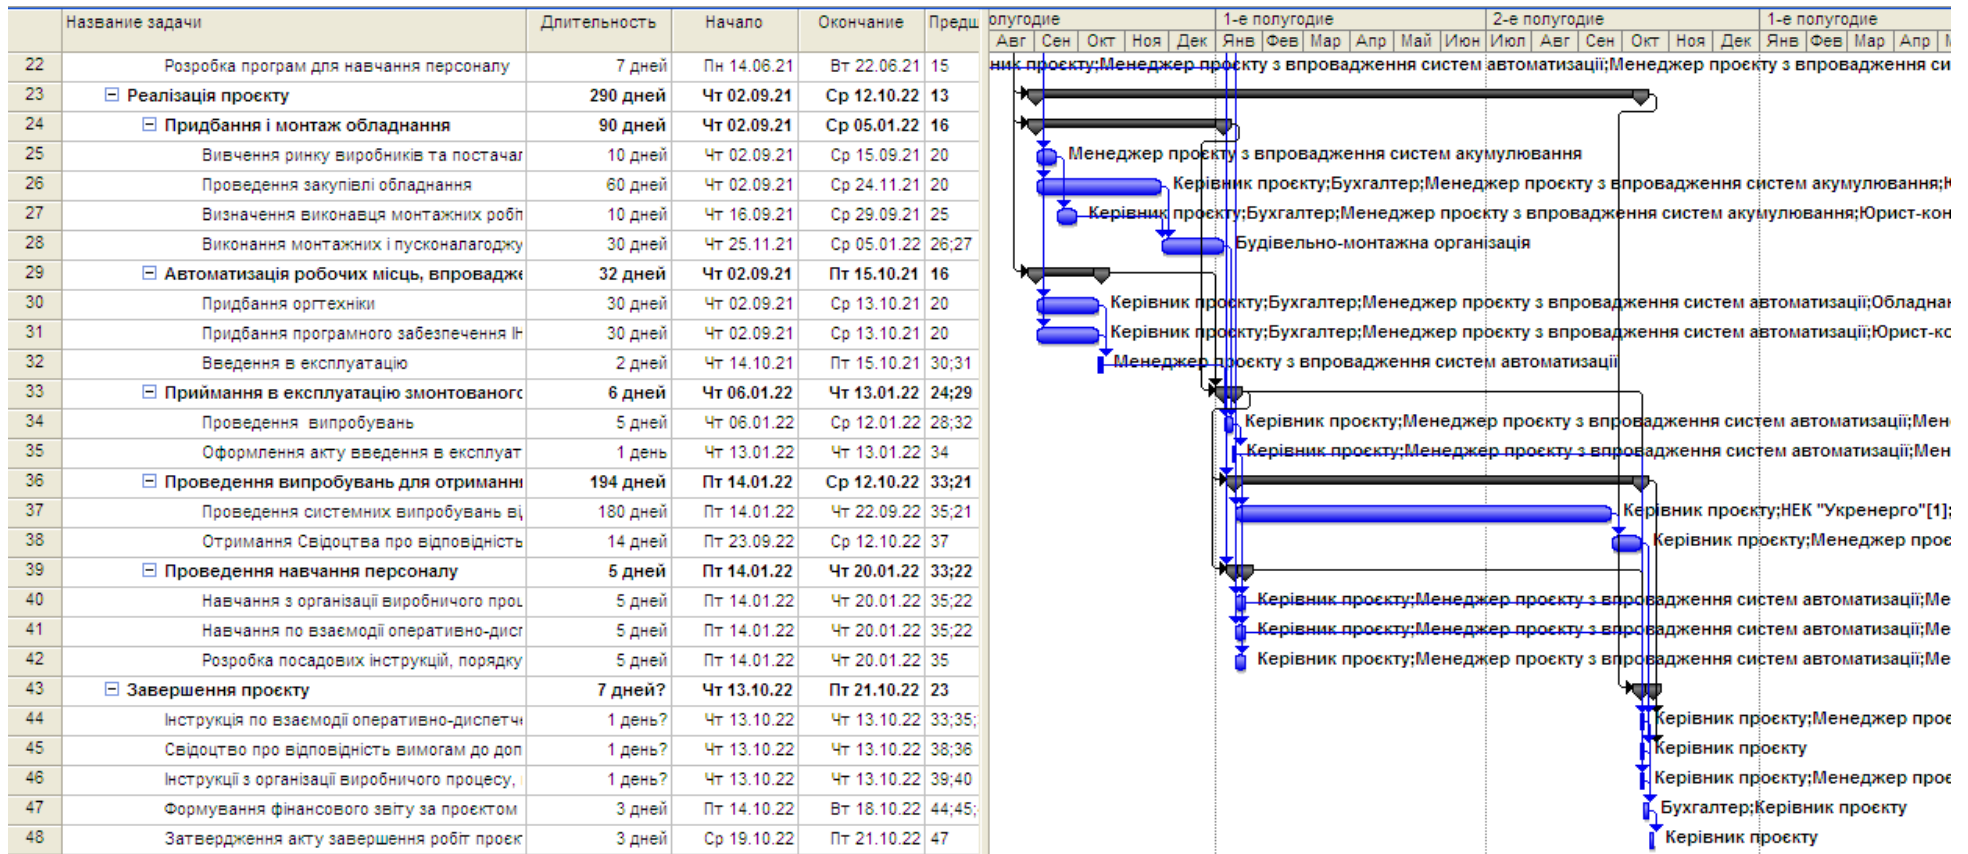 Название задачи Длительность Начало Окончание Предш олугодие 1-е полугодие 2-е полугодие 1-е полугодие
Авг Сен Окт Ноя Дек Янв Фев Мар Апр Май Июн Июл Авг Сен Окт Ноя Дек Янв Фев Мар Апр
22 Розробка програм для навчання персоналу 7 дней Пн 14.06.21 Вт 22.06.21 15 ник проєкту;Менеджер проєкту з впровадження систем автоматизації;Менеджер проєкту з впровадження си
23 Реалізація проєкту 290 дней Чт 02.09.21 Ср 12.10.22 13
24 Придбання і монтаж обладнання 90 дней Чт 02.09.21 Ср 05.01.22 16
25 Вивчення ринку виробників та постачал 10 дней Чт 02.09.21 Ср 15.09.21 20 Менеджер проєкту з впровадження систем акумулювання
26 Проведення закупівлі обладнання 60 дней Чт 02.09.21 Ср 24.11.21 20 Керівник проєкту;Бухгалтер;Менеджер проєкту з впровадження систем акумулювання;К
27 Визначення виконавця монтажних робіт 10 дней Чт 16.09.21 Ср 29.09.21 25 Керівник проєкту;Бухгалтер;Менеджер проєкту з впровадження систем акумулювання;Юрист-кон
28 Виконання монтажних і пусконалагоджу 30 дней Чт 25.11.21 Ср 05.01.22 26;27 Будівельно-монтажна організація
29 Автоматизація робочих місць, впровадже 32 дней Чт 02.09.21 Пт 15.10.21 16
30 Придбання оргтехніки 30 дней Чт 02.09.21 Ср 13.10.21 20 Керівник проєкту;Бухгалтер;Менеджер проєкту з впровадження систем автоматизації;Обладнан
31 Придбання програмного забезпечення ІН 30 дней Чт 02.09.21 Ср 13.10.21 20 Керівник проєкту;Бухгалтер;Менеджер проєкту з впровадження систем автоматизації;Юрист-ко
32 Введення в експлуатацію 2 дней Чт 14.10.21 Пт 15.10.21 30;31 Менеджер проєкту з впровадження систем автоматизації
33 Приймання в експлуатацію змонтованого 6 дней Чт 06.01.22 Чт 13.01.22 24;29
34 Проведення випробувань 5 дней Чт 06.01.22 Ср 12.01.22 28;32 Керівник проєкту;Менеджер проєкту з впровадження систем автоматизації;Мен
35 Оформлення акту введення в експлуат 1 день Чт 13.01.22 Чт 13.01.22 34 Керівник проєкту;Менеджер проєкту з впровадження систем автоматизації;Мен
36 Проведення випробувань для отриманн 194 дней Пт 14.01.22 Ср 12.10.22 33;21
37 Проведення системних випробувань ві 180 дней Пт 14.01.22 Чт 22.09.22 35;21 Керівник проєкту;НЕК "Укренерго"[1];
38 Отримання Свідоцтва про відповідність 14 дней Пт 23.09.22 Ср 12.10.22 37 Керівник проєкту;Менеджер проє
39 Проведення навчання персоналу 5 дней Пт 14.01.22 Чт 20.01.22 33;22
40 Навчання з організації виробничого проц 5 дней Пт 14.01.22 Чт 20.01.22 35;22 Керівник проєкту;Менеджер проєкту з впровадження систем автоматизації;Ме
41 Навчання по взаємодії оперативно-дисп 5 дней Пт 14.01.22 Чт 20.01.22 35;22 Керівник проєкту;Менеджер проєкту з впровадження систем автоматизації;Ме
42 Розробка посадових інструкцій, порядку 5 дней Пт 14.01.22 Чт 20.01.22 35 Керівник проєкту;Менеджер проєкту з впровадження систем автоматизації;Ме
43 Завершення проєкту 7 дней? Чт 13.10.22 Пт 21.10.22 23
44 Інструкція по взаємодії оперативно-диспетче 1 день? Чт 13.10.22 Чт 13.10.22 33;35; Керівник проєкту;Менеджер проє
45 Свідоцтво про відповідність вимогам до доп 1 день? Чт 13.10.22 Чт 13.10.22 38;36 Керівник проєкту
46 Інструкції з організації виробничого процесу, 1 день? Чт 13.10.22 Чт 13.10.22 39;40 Керівник проєкту;Менеджер проє
47 Формування фінансового звіту за проєктом 3 дней Пт 14.10.22 Вт 18.10.22 44;45; Бухгалтер;Керівник проєкту
48 Затвердження акту завершення робіт проєк 3 дней Ср 19.10.22 Пт 21.10.22 47 Керівник проєкту